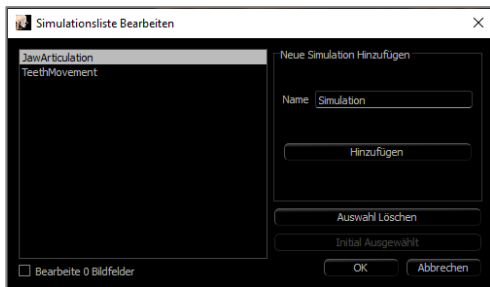 Simulationsliste Bearbeiten
JawArticulation
TeethMovement
Neue Simulation Hinzufügen
Name Simulation
Hinzufügen
Auswahl Löschen
Initial Ausgewählt
Bearbeite 0 Bildfelder
OK Abbrechen